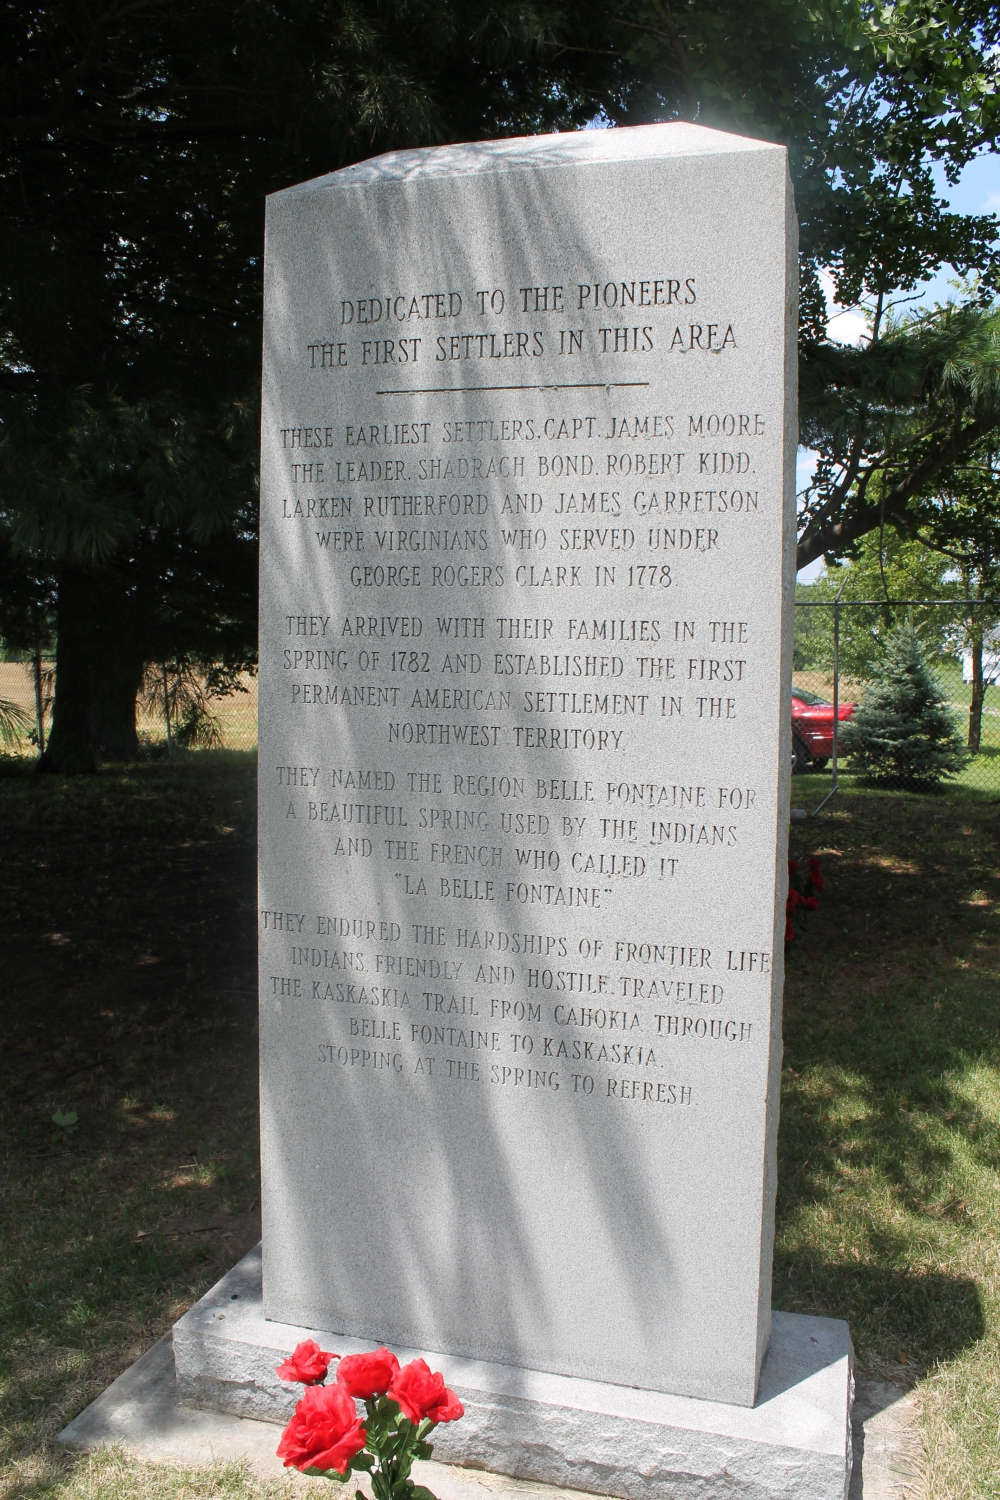 DEDICATED TO THE PIONEERS
THE FIRST SETTLERS IN THIS AREA
THESE EARLIEST SETTLERS, CAPT. JAMES MOORE
THE LEADER, SHADRACH BOND, ROBERT KIDD,
LARKEN RUTHERFORD AND JAMES GARRETSON
WERE VIRGINIANS WHO SERVED UNDER
GEORGE ROGERS CLARK IN 1778.
THEY ARRIVED WITH THEIR FAMILIES IN THE
SPRING OF 1782 AND ESTABLISHED THE FIRST
PERMANENT AMERICAN SETTLEMENT IN THE
NORTHWEST TERRITORY.
THEY NAMED THE REGION BELLE FONTAINE FOR
A BEAUTIFUL SPRING USED BY THE INDIANS
AND THE FRENCH WHO CALLED IT
"LA BELLE FONTAINE"
THEY ENDURED THE HARDSHIPS OF FRONTIER LIFE
INDIANS, FRIENDLY AND HOSTILE, TRAVELED
THE KASKASKIA TRAIL FROM CAHOKIA THROUGH
BELLE FONTAINE TO KASKASKIA,
STOPPING AT THE SPRING TO REFRESH.